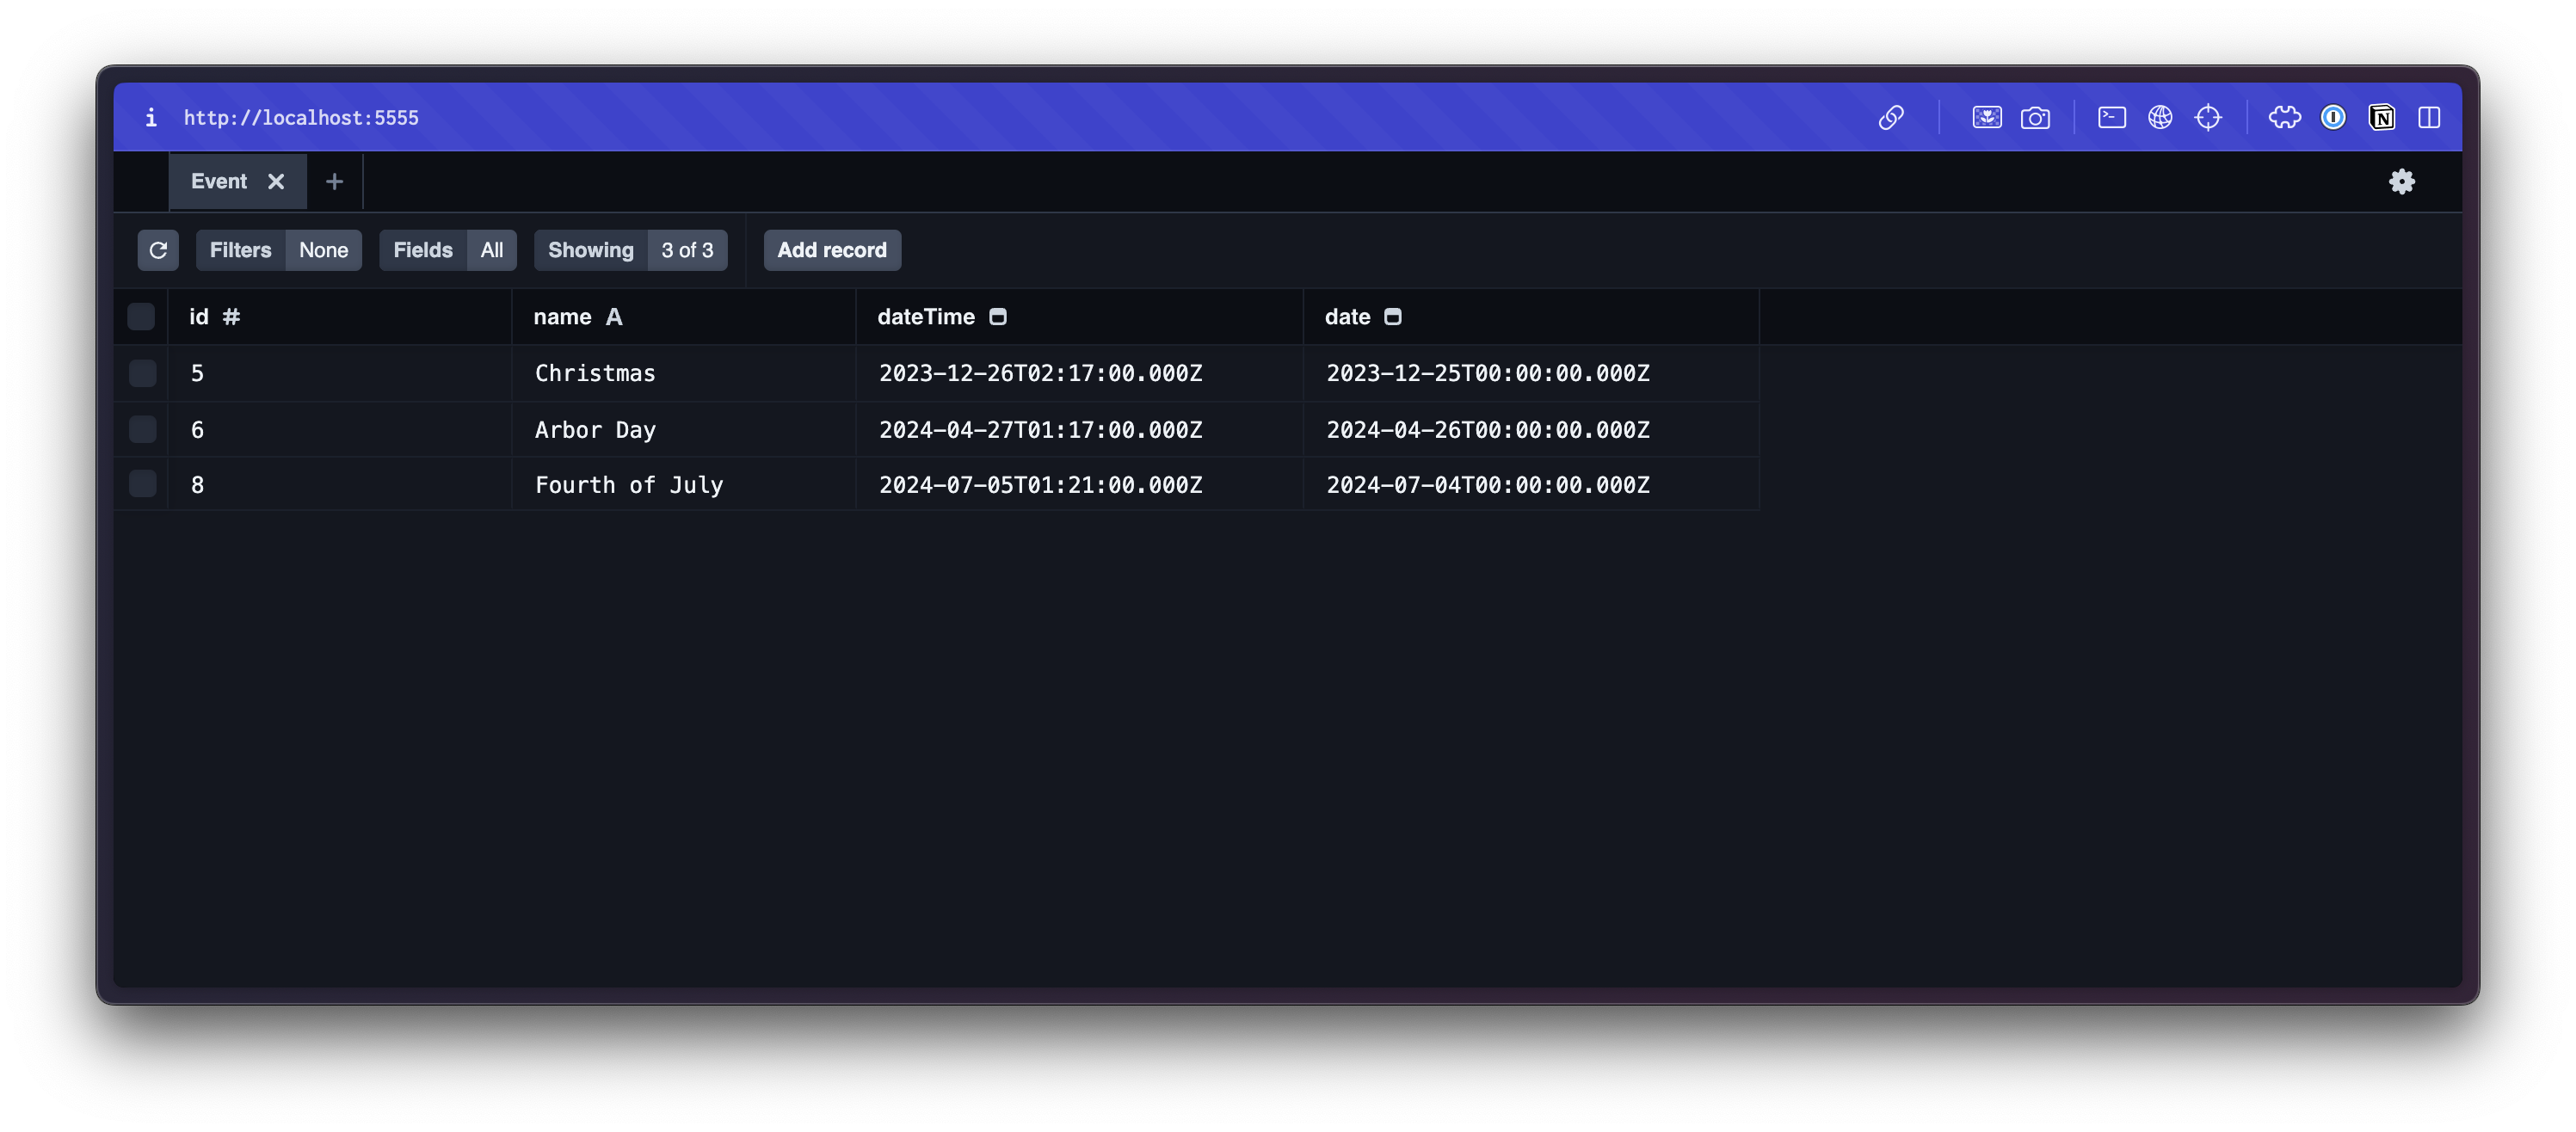 http://localhost:5555
Event
Filters None Fields All Showing 3 of 3 Add record
id # name A dateTime date
5 Christmas 2023-12-26T02:17:00.000Z 2023-12-25T00:00:00.000Z
6 Arbor Day 2024-04-27T01:17:00.000Z 2024-04-26T00:00:00.000Z
8 Fourth of July 2024-07-05T01:21:00.000Z 2024-07-04T00:00:00.000Z